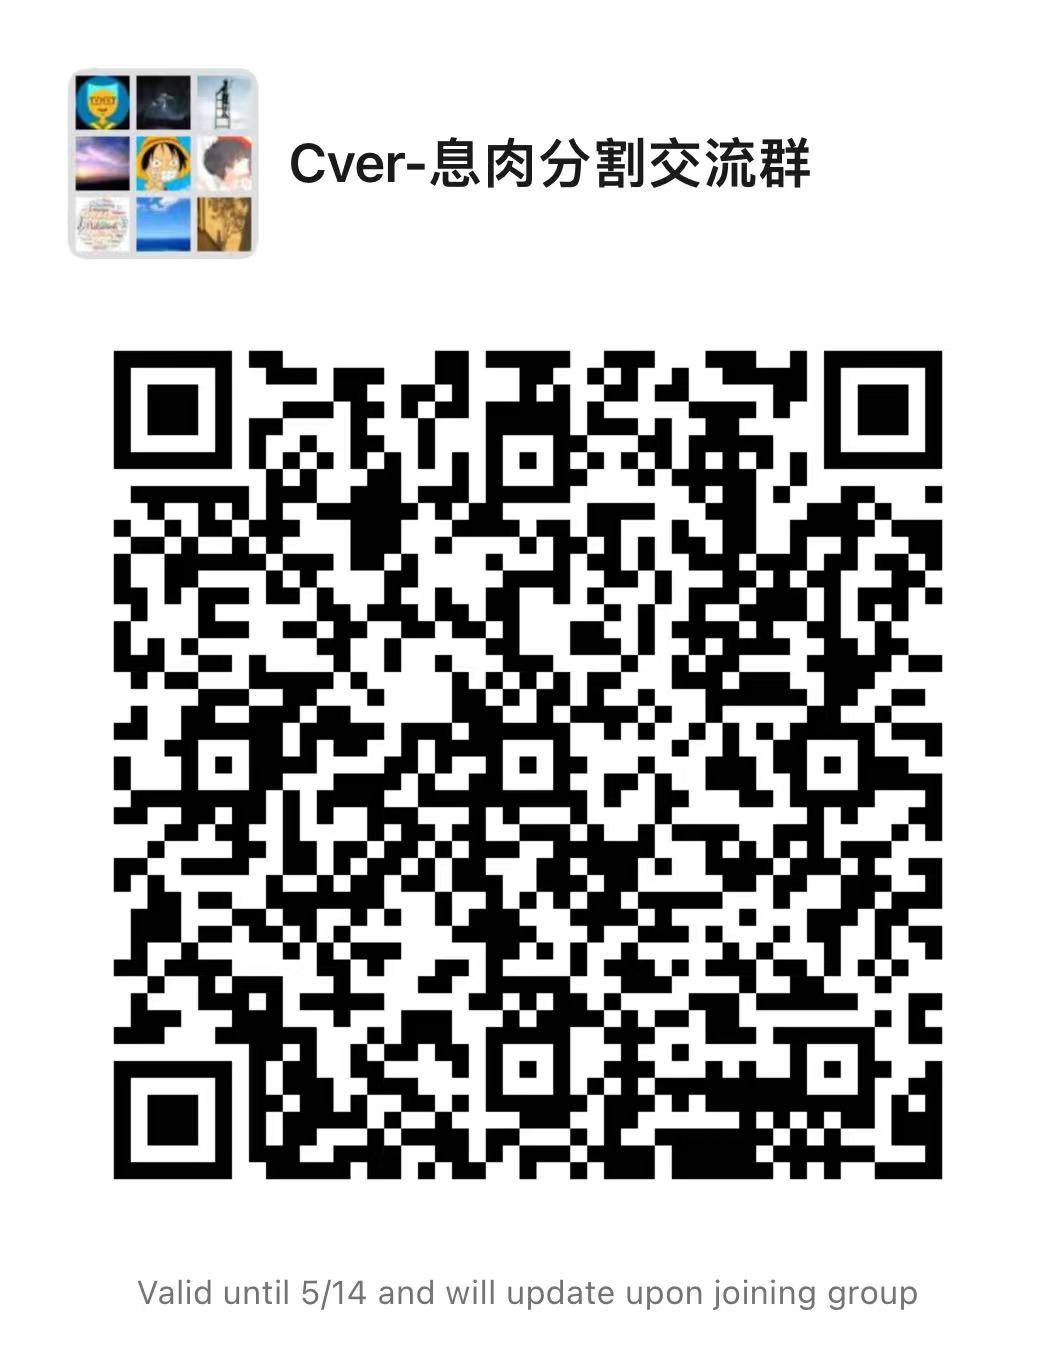 Cver-息肉分割交流群
Valid until 5/14 and will update upon joining group